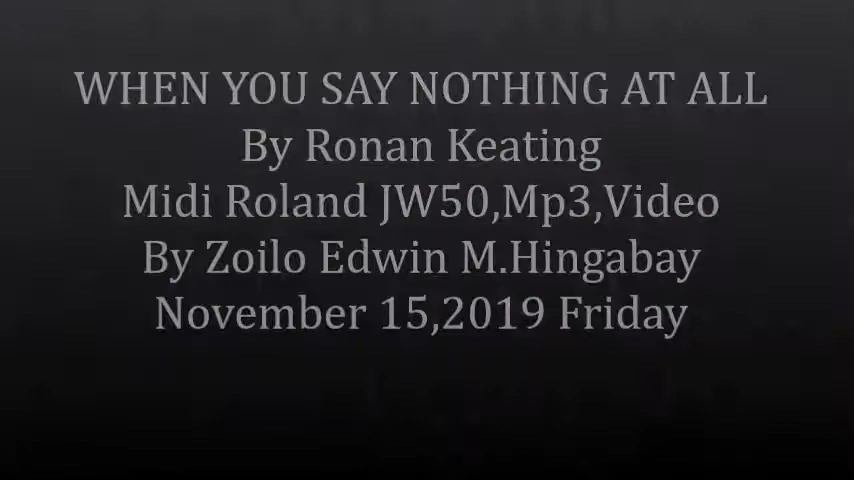 WHEN YOU SAY NOTHING AT ALL
By Ronan Keating
Midi Roland JW50,Mp3,Video
By Zoilo Edwin M.Hingabay
November 15,2019 Friday